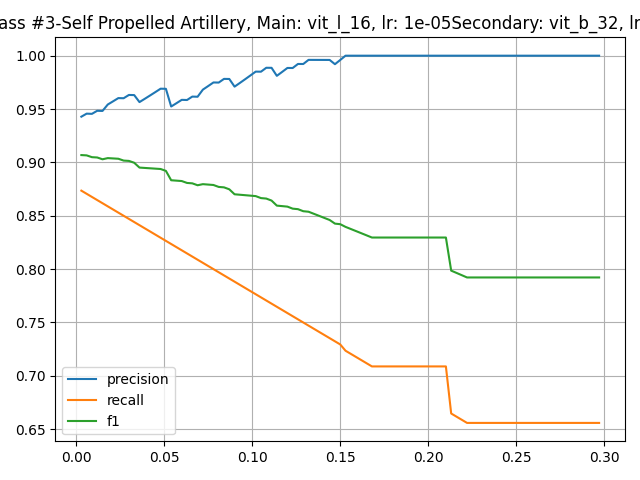 ass #3-Self Propelled Artillery, Main: vit_l_16, lr: 1e-05Secondary: vit_b_32, lr
1.00
0.95
0.90
0.85
0.80
0.75
0.70
0.65
precision
recall
f1
0.00 0.05 0.10 0.15 0.20 0.25 0.30